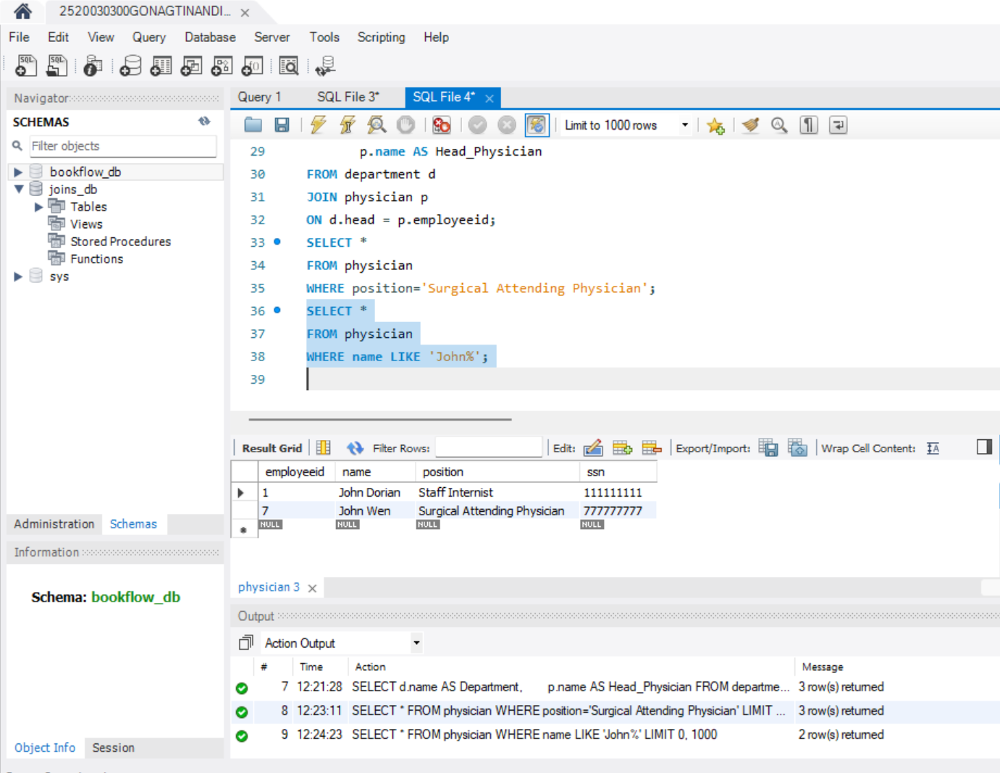 2520030300GONAGTINANDI...
File Edit View Query Database Server Tools Scripting Help
Navigator
SCHEMAS
Filter objects
bookflow_db
joins_db
Tables
Views
Stored Procedures
Functions
sys
Administration Schemas
Information
Schema: bookflow_db
Object Info Session
Query 1 SQL File 3* SQL File 4*
Limit to 1000 rows
29 p.name AS Head_Physician
30 FROM department d
31 JOIN physician p
32 ON d.head = p.employeeid;
33 SELECT *
34 FROM physician
35 WHERE position='Surgical Attending Physician';
36 SELECT *
37 FROM physician
38 WHERE name LIKE 'John%';
39
Result Grid Filter Rows: Edit: Export/Import: Wrap Cell Content:
employeeid name position ssn
1 John Dorian Staff Internist 111111111
7 John Wen Surgical Attending Physician 777777777
NULL NULL NULL NULL
physician 3
Output
Action Output
# Time Action Message
7 12:21:28 SELECT d.name AS Department, p.name AS Head_Physician FROM departme... 3 row(s) returned
8 12:23:11 SELECT * FROM physician WHERE position='Surgical Attending Physician' LIMIT ... 3 row(s) returned
9 12:24:23 SELECT * FROM physician WHERE name LIKE 'John%' LIMIT 0, 1000 2 row(s) returned